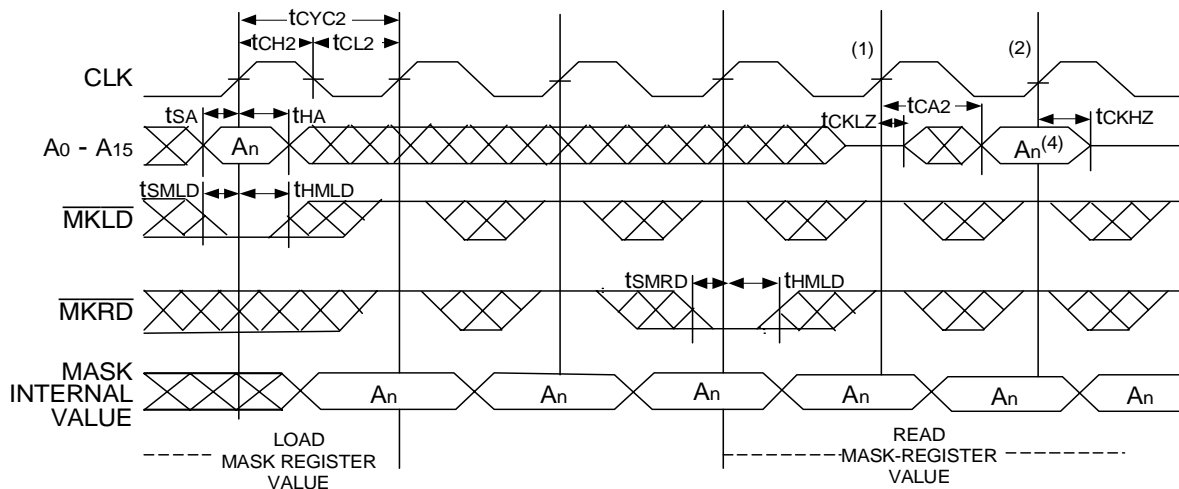 tCYC2
tCH2 tCL2
(1) (2)
CLK
tSA tHA tCKLZ tCA2 tCKHZ
A0 - A15 An An(4)
tSMLD tHMLD
MKLD
tSMRD tHMLD
MKRD
MASK
INTERNAL
VALUE
An An An An An An
LOAD
MASK REGISTER
VALUE
READ
MASK-REGISTER
VALUE